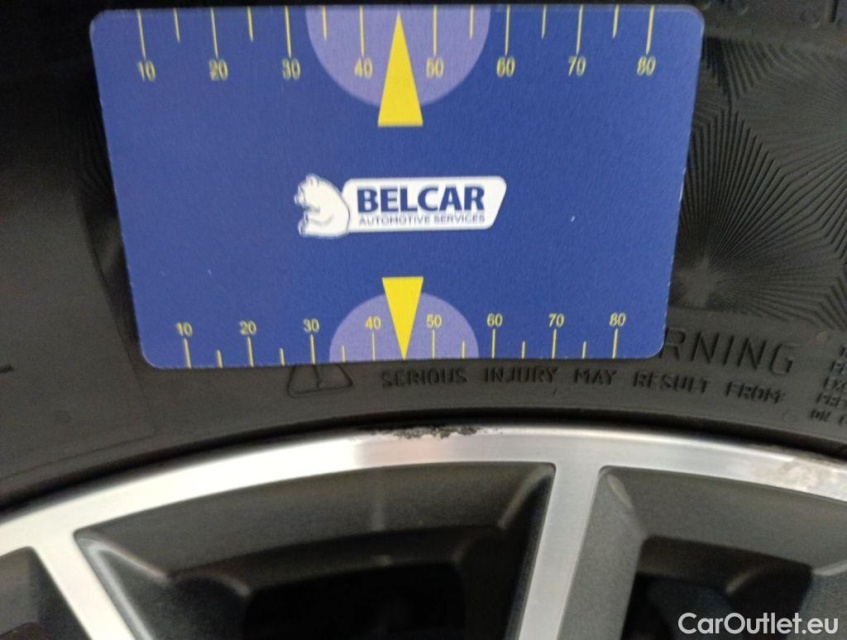 10 20 30 40 50 60 70 80
BELCAR
AUTOMOTIVE SERVICES
10 20 30 40 50 60 70 80
RNING
SERIOUS INJURY MAY RESULT FROM:
CarOutlet.eu